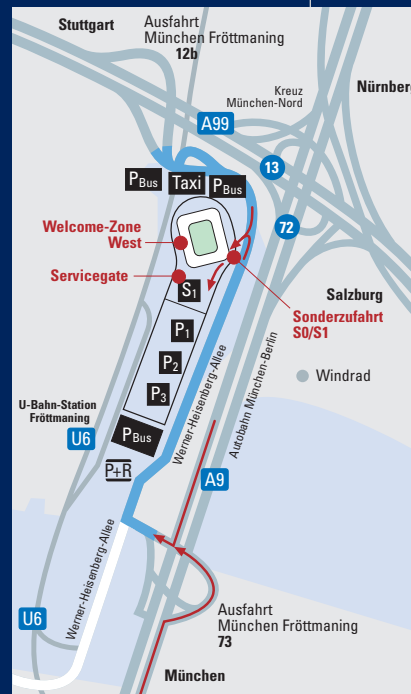 Stuttgart
Ausfahrt
München Fröttmaning
12b
Kreuz
München-Nord
Nürnberg
A99
13
PBus
Taxi
PBus
72
Welcome-Zone
West
Servicegate
S1
Salzburg
Sonderzufahrt
S0/S1
P1
P2
P3
Windrad
Werner-Heisenberg-Allee
Autobahn München-Berlin
U-Bahn-Station
Fröttmaning
U6
PBus
P+R
A9
Werner-Heisenberg-Allee
U6
Ausfahrt
München Fröttmaning
73
München